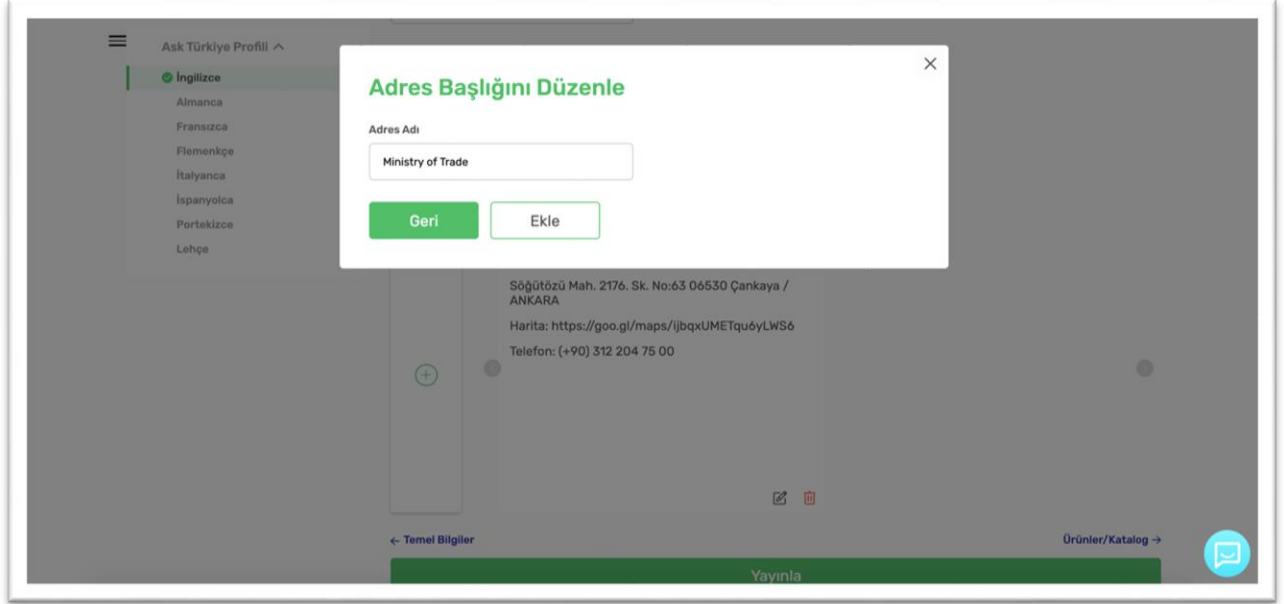 Ask Türkiye Profili
İngilizce
Almanca
Fransızca
Flemenkçe
İtalyanca
İspanyolca
Portekizce
Lehçe
Adres Başlığını Düzenle
Adres Adı
Ministry of Trade
Geri
Ekle
Söğütözü Mah. 2176. Sk. No:63 06530 Çankaya /
ANKARA
Harita: https://goo.gl/maps/ijbqxUMETqu6yLWS6
Telefon: (+90) 312 204 75 00
← Temel Bilgiler
Ürünler/Katalog →
Yayınla